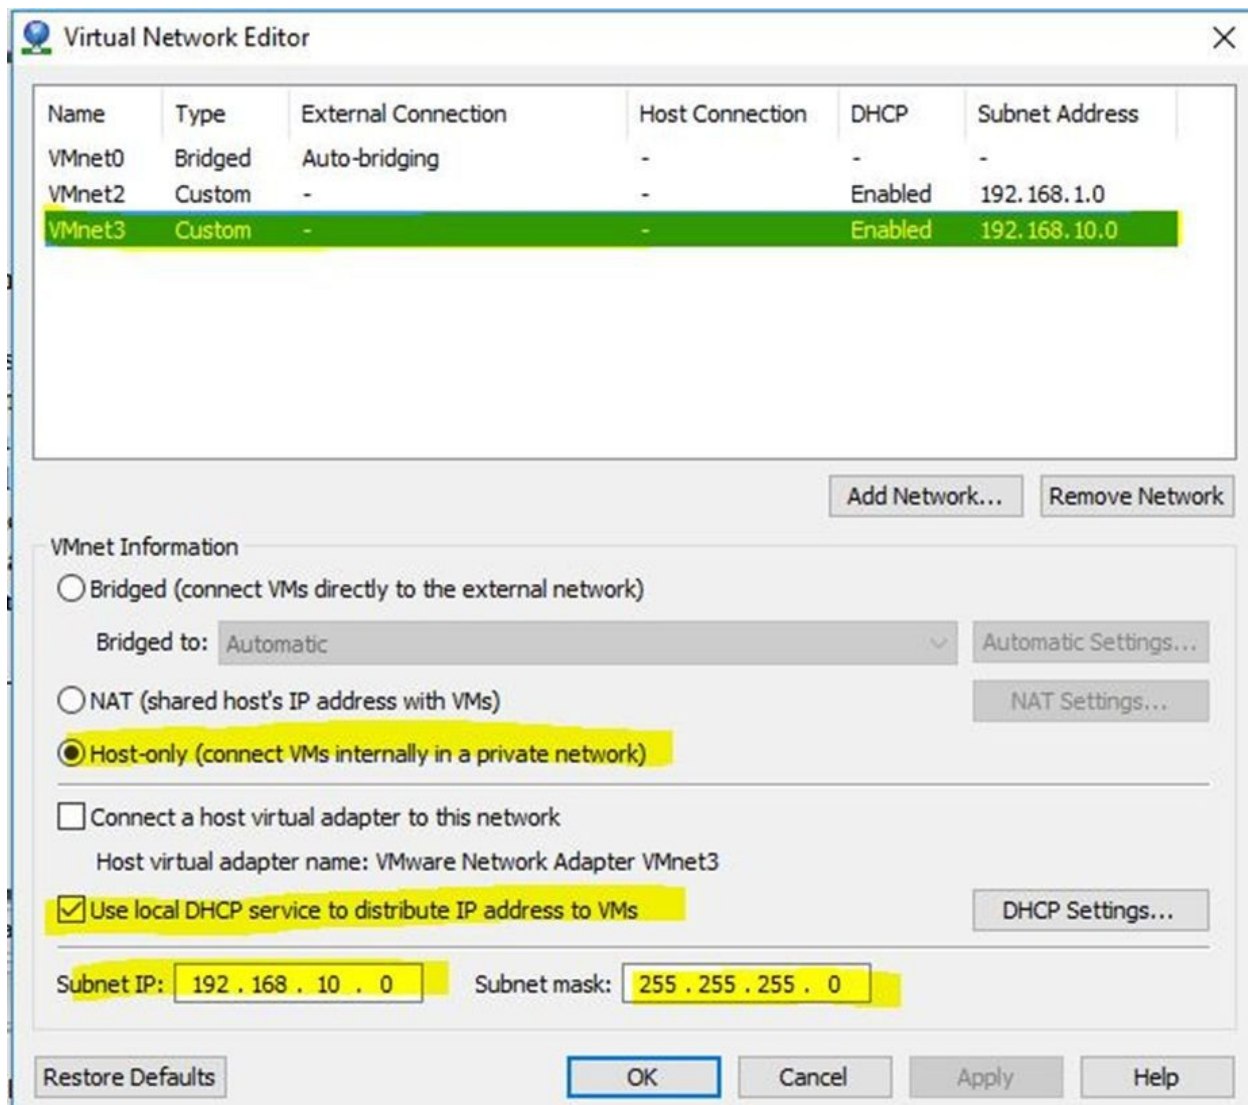 Virtual Network Editor
Name Type External Connection Host Connection DHCP Subnet Address
VMnet0 Bridged Auto-bridging - - -
VMnet2 Custom - - Enabled 192.168.1.0
VMnet3 Custom - - Enabled 192.168.10.0
Add Network... Remove Network
VMnet Information
Bridged (connect VMs directly to the external network)
Bridged to: Automatic Automatic Settings...
NAT (shared host's IP address with VMs) NAT Settings...
Host-only (connect VMs internally in a private network)
Connect a host virtual adapter to this network
Host virtual adapter name: VMware Network Adapter VMnet3
Use local DHCP service to distribute IP address to VMs DHCP Settings...
Subnet IP: 192 . 168 . 10 . 0 Subnet mask: 255 . 255 . 255 . 0
Restore Defaults OK Cancel Apply Help